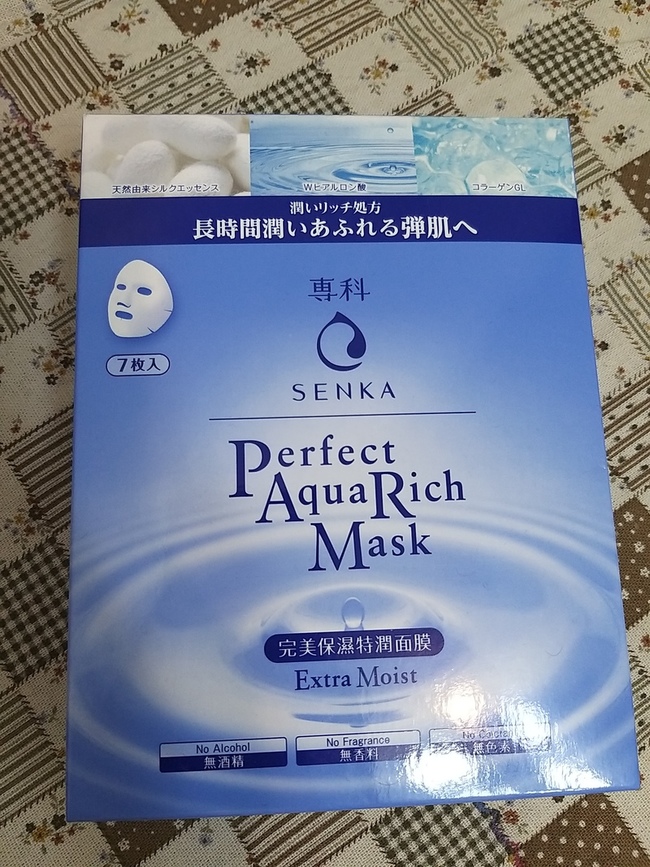 天然由来シルクエッセンス
Wヒアルロン酸
コラーゲンGL
潤いリッチ処方
長時間潤いあふれる弾肌へ
専科
7枚入
SENKA
Perfect
AquaRich
Mask
完美保濕特潤面膜
Extra Moist
No Alcohol
無酒精
No Fragrance
無香料
無色素